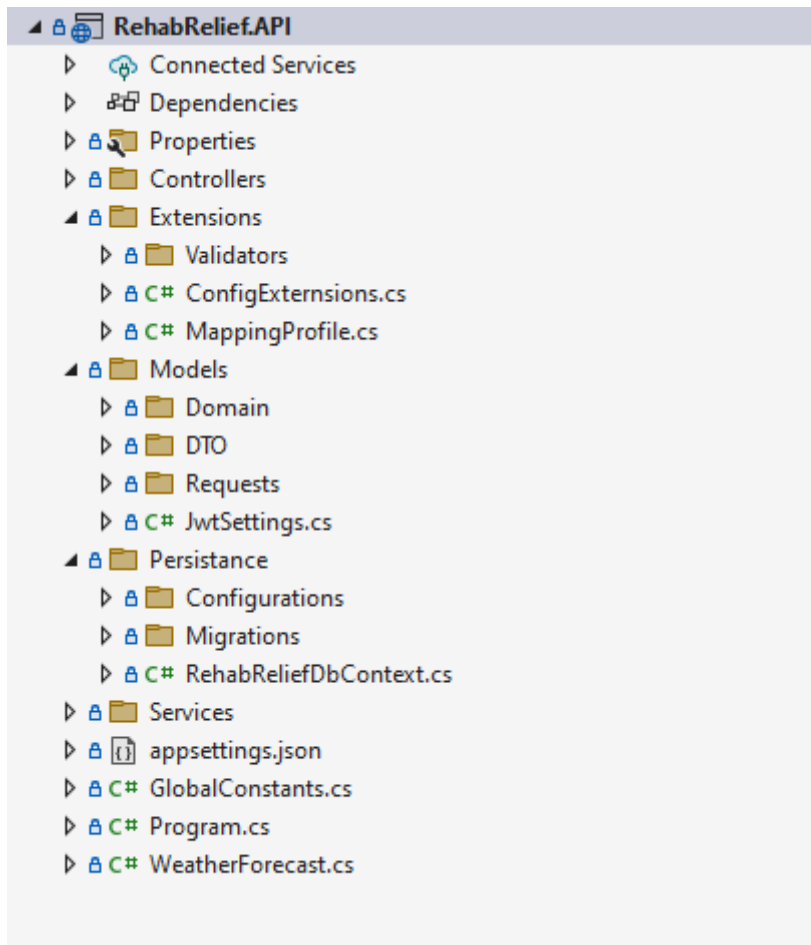 RehabRelief.API
Connected Services
Dependencies
Properties
Controllers
Extensions
Validators
C# ConfigExternsions.cs
C# MappingProfile.cs
Models
Domain
DTO
Requests
C# JwtSettings.cs
Persistance
Configurations
Migrations
C# RehabReliefDbContext.cs
Services
appsettings.json
C# GlobalConstants.cs
C# Program.cs
C# WeatherForecast.cs